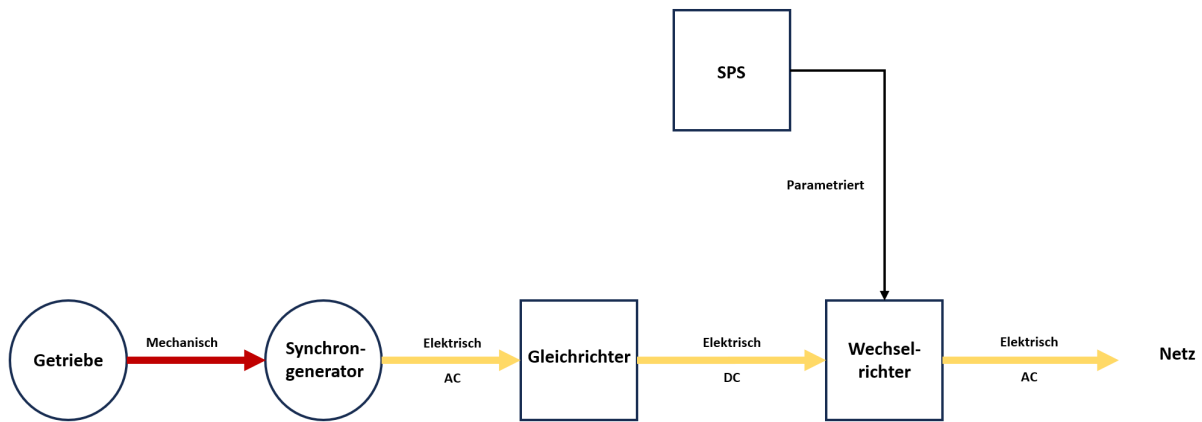 SPS
Parametriert
Getriebe
Mechanisch
Synchron-
generator
Elektrisch
AC
Gleichrichter
Elektrisch
DC
Wechsel-
richter
Elektrisch
AC
Netz